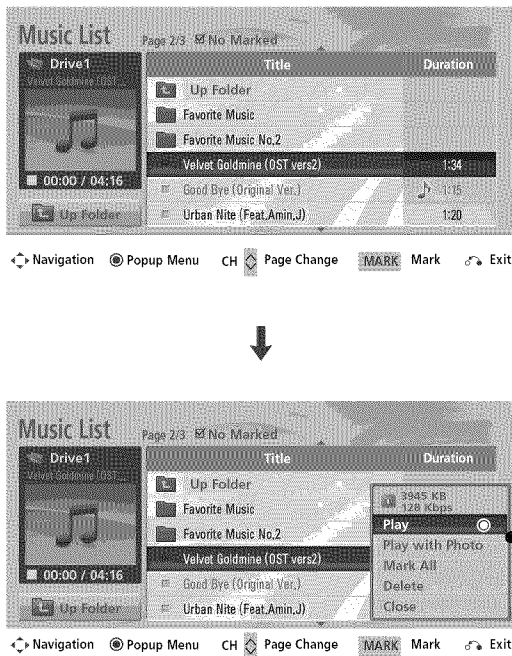 Music List
Page 2/3 No Marked
Drive1
Velvet Goldmine (OST...
Title Duration
Up Folder
Favorite Music
Favorite Music No.2
Velvet Goldmine (OST vers2) 1:34
Good Bye (Original Ver.) 1:15
Urban Nite (Feat.Amin.J) 1:20
00:00 / 04:16
Up Folder
Navigation Popup Menu CH Page Change MARK Mark Exit
Music List
Page 2/3 No Marked
Drive1
Velvet Goldmine (OST...
Title Duration
Up Folder
Favorite Music
Favorite Music No.2
Velvet Goldmine (OST vers2)
Good Bye (Original Ver.)
Urban Nite (Feat.Amin.J)
00:00 / 04:16
Up Folder
3945 KB
128 Kbps
Play
Play with Photo
Mark All
Delete
Close
Navigation Popup Menu CH Page Change MARK Mark Exit